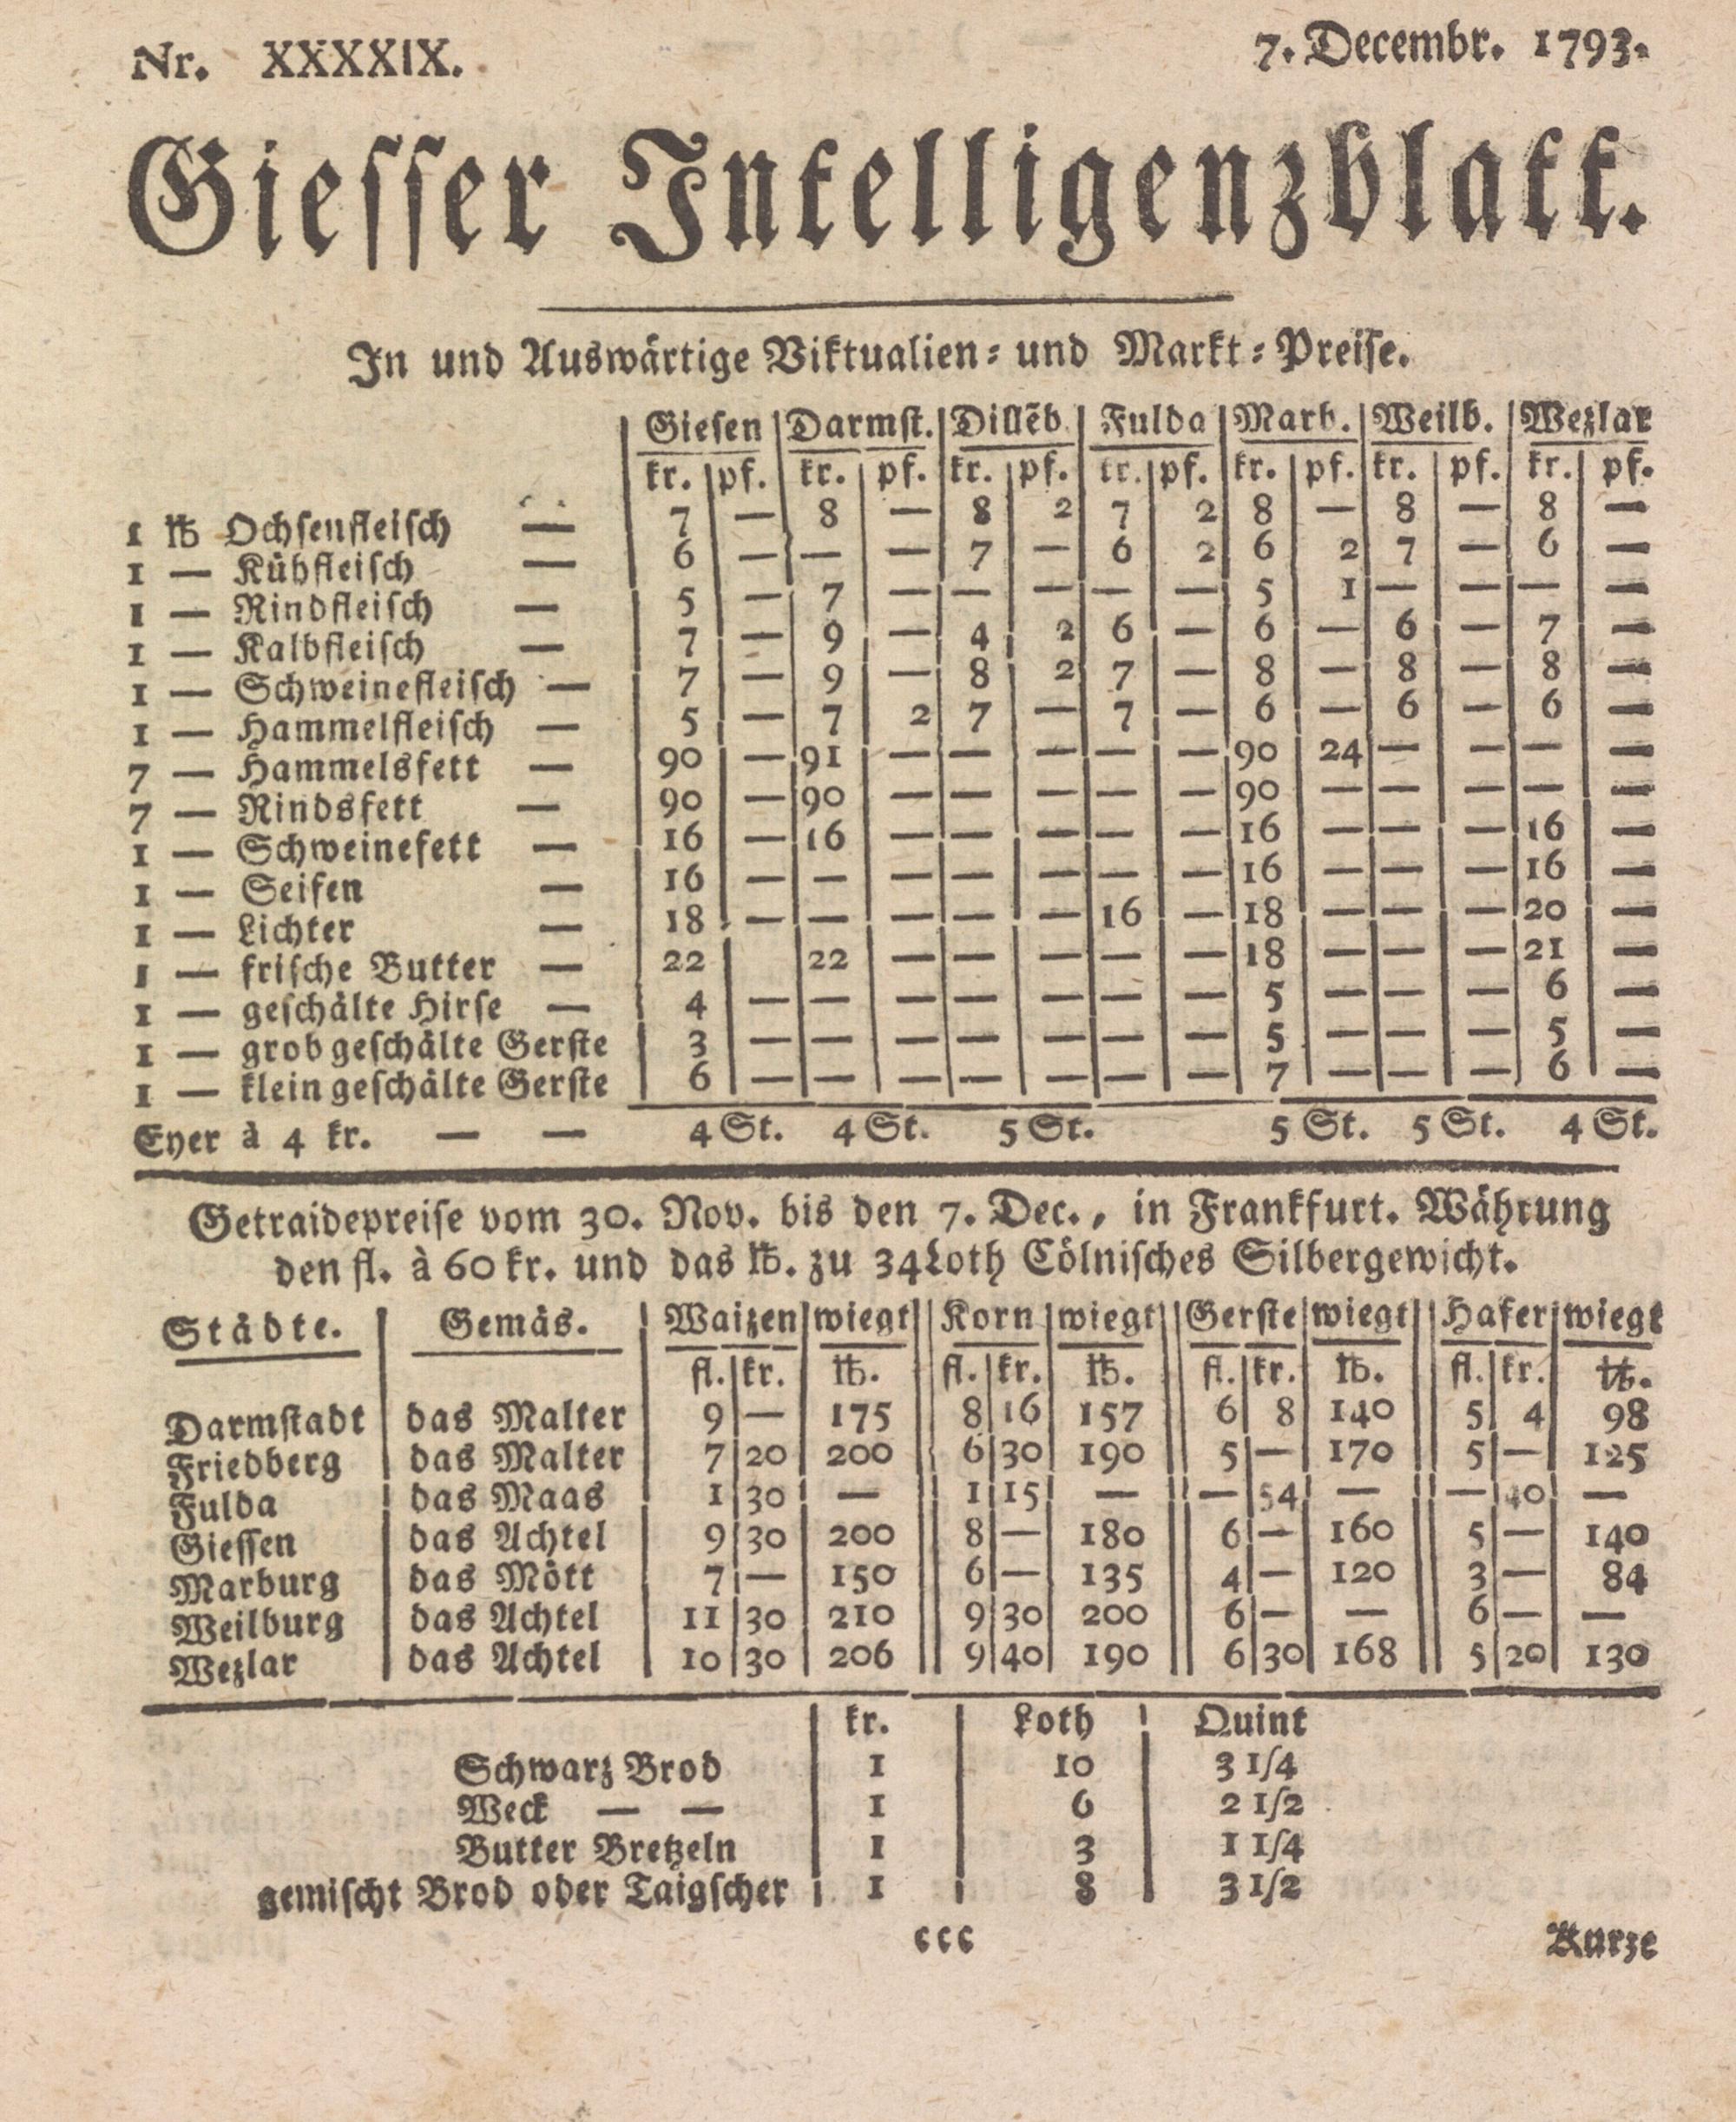 Nr. XXXXIX. 7. Decembr. 1793.
Giesser Intelligenzblatt.
In und Auswärtige Viktualien- und Markt-Preise.
Giesen Darmst. Dillēb. Fulda Marb. Weilb. Wezlar
kr. pf. kr. pf. kr. pf. kr. pf. kr. pf. kr. pf. kr. pf.
1 ℔ Ochsenfleisch — 7 — 8 — 8 2 7 2 8 — 8 — 8 —
1 — Kühfleisch — 6 — — — 7 — 6 2 6 2 7 — 6 —
1 — Rindfleisch — 5 — 7 — — — — — 5 1 — — — —
1 — Kalbfleisch — 7 — 9 — 4 2 6 — 6 — 6 — 7 —
1 — Schweinefleisch — 7 — 9 — 8 2 7 — 8 — 8 — 8 —
1 — Hammelfleisch — 5 — 7 2 7 — 7 — 6 — 6 — 6 —
7 — Hammelsfett — 90 — 91 — — — — — 90 24 — — — —
7 — Rindsfett — 90 — 90 — — — — — 90 — — — — —
1 — Schweinefett — 16 — 16 — — — — — 16 — — — 16 —
1 — Seifen — 16 — — — — — — — 16 — — — 16 —
1 — Lichter — 18 — — — — — 16 — 18 — — — 20 —
1 — frische Butter — 22 22 — — — — — 18 — — — 21 —
1 — geschälte Hirse — 4 — — — — — — — 5 — — — 6 —
1 — grob geschälte Gerste 3 — — — — — — — 5 — — — 5 —
1 — klein geschälte Gerste 6 — — — — — — — 7 — — — 6 —
Eyer à 4 kr. — — 4 St. 4 St. 5 St. 5 St. 5 St. 4 St.
Getraidepreise vom 30. Nov. bis den 7. Dec., in Frankfurt. Währung
den fl. à 60 kr. und das ℔. zu 34 Loth Cölnisches Silbergewicht.
Städte. Gemäs. Waizen wiegt Korn wiegt Gerste wiegt Hafer wiegt
fl. kr. ℔. fl. kr. ℔. fl. kr. ℔. fl. kr. ℔.
Darmstadt das Malter 9 — 175 8 16 157 6 8 140 5 4 98
Friedberg das Malter 7 20 200 6 30 190 5 — 170 5 — 125
Fulda das Maas 1 30 — 1 15 — — 54 — — 40 —
Giessen das Achtel 9 30 200 8 — 180 6 — 160 5 — 140
Marburg das Mött 7 — 150 6 — 135 4 — 120 3 — 84
Weilburg das Achtel 11 30 210 9 30 200 6 — — 6 — —
Wezlar das Achtel 10 30 206 9 40 190 6 30 168 5 20 130
kr. Loth Quint
Schwarz Brod 1 10 3 1/4
Weck — — 1 6 2 1/2
Butter Bretzeln 1 3 1 1/4
gemischt Brod oder Taigscher 1 8 3 1/2
ccc Kurze